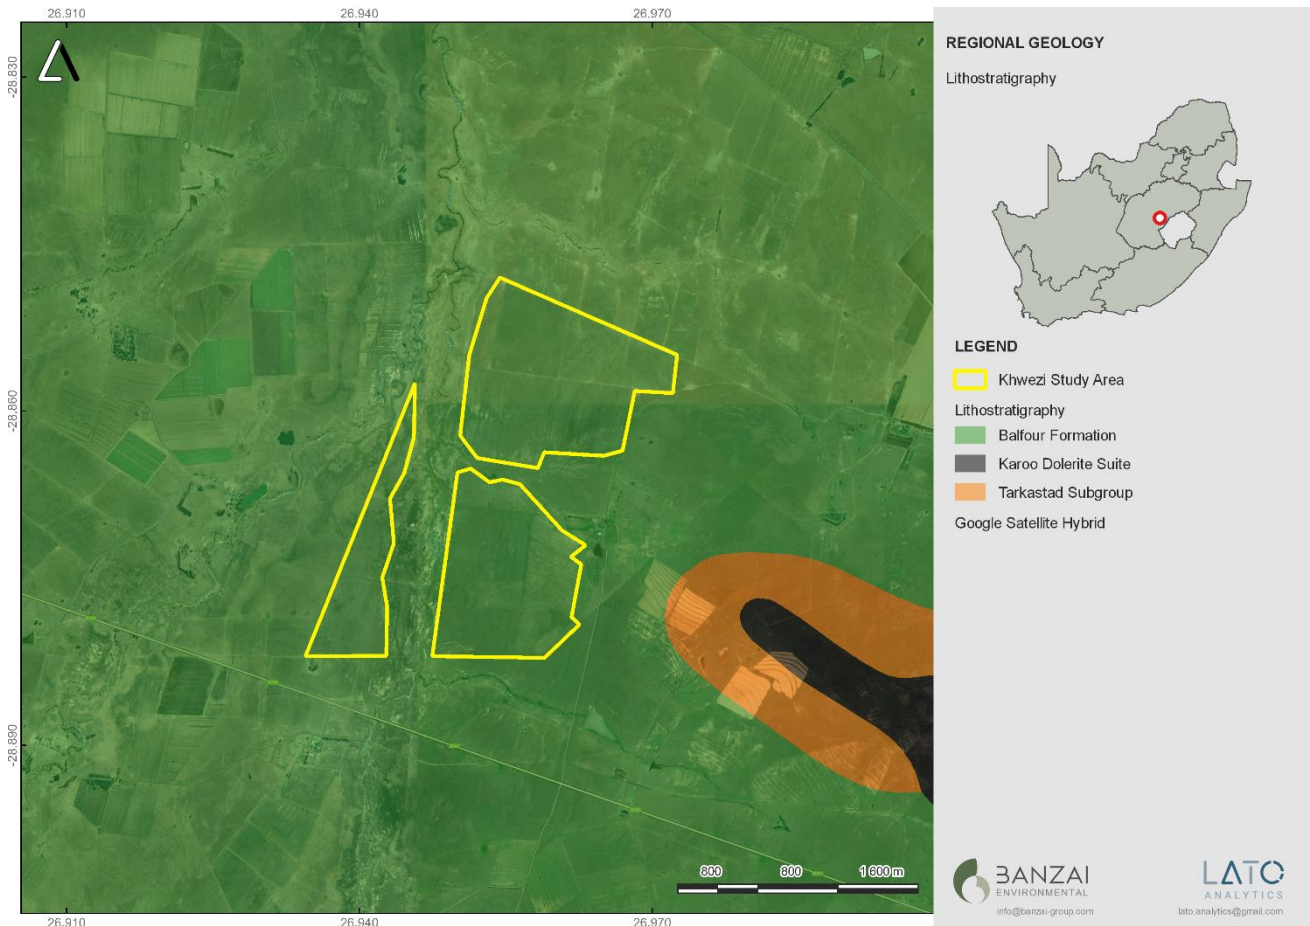 26.910 26.940 26.970
-28.830
-28.860
-28.890
800 800 1 600 m
26.910 26.940 26.970
REGIONAL GEOLOGY
Lithostratigraphy
LEGEND
Khwezi Study Area
Lithostratigraphy
Balfour Formation
Karoo Dolerite Suite
Tarkastad Subgroup
Google Satellite Hybrid
BANZAI
ENVIRONMENTAL
info@banzai-group.com
LATO
ANALYTICS
lato.analytics@gmail.com